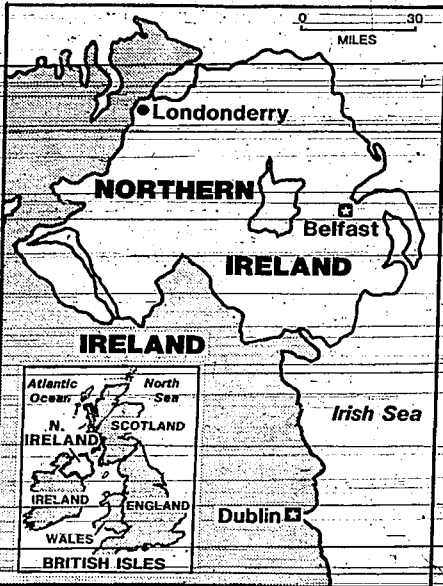 0 30
MILES
Londonderry
NORTHERN
Belfast
IRELAND
IRELAND
Atlantic
Ocean
North
Sea
N.
IRELAND
SCOTLAND
Irish Sea
IRELAND
ENGLAND
WALES
BRITISH ISLES
Dublin